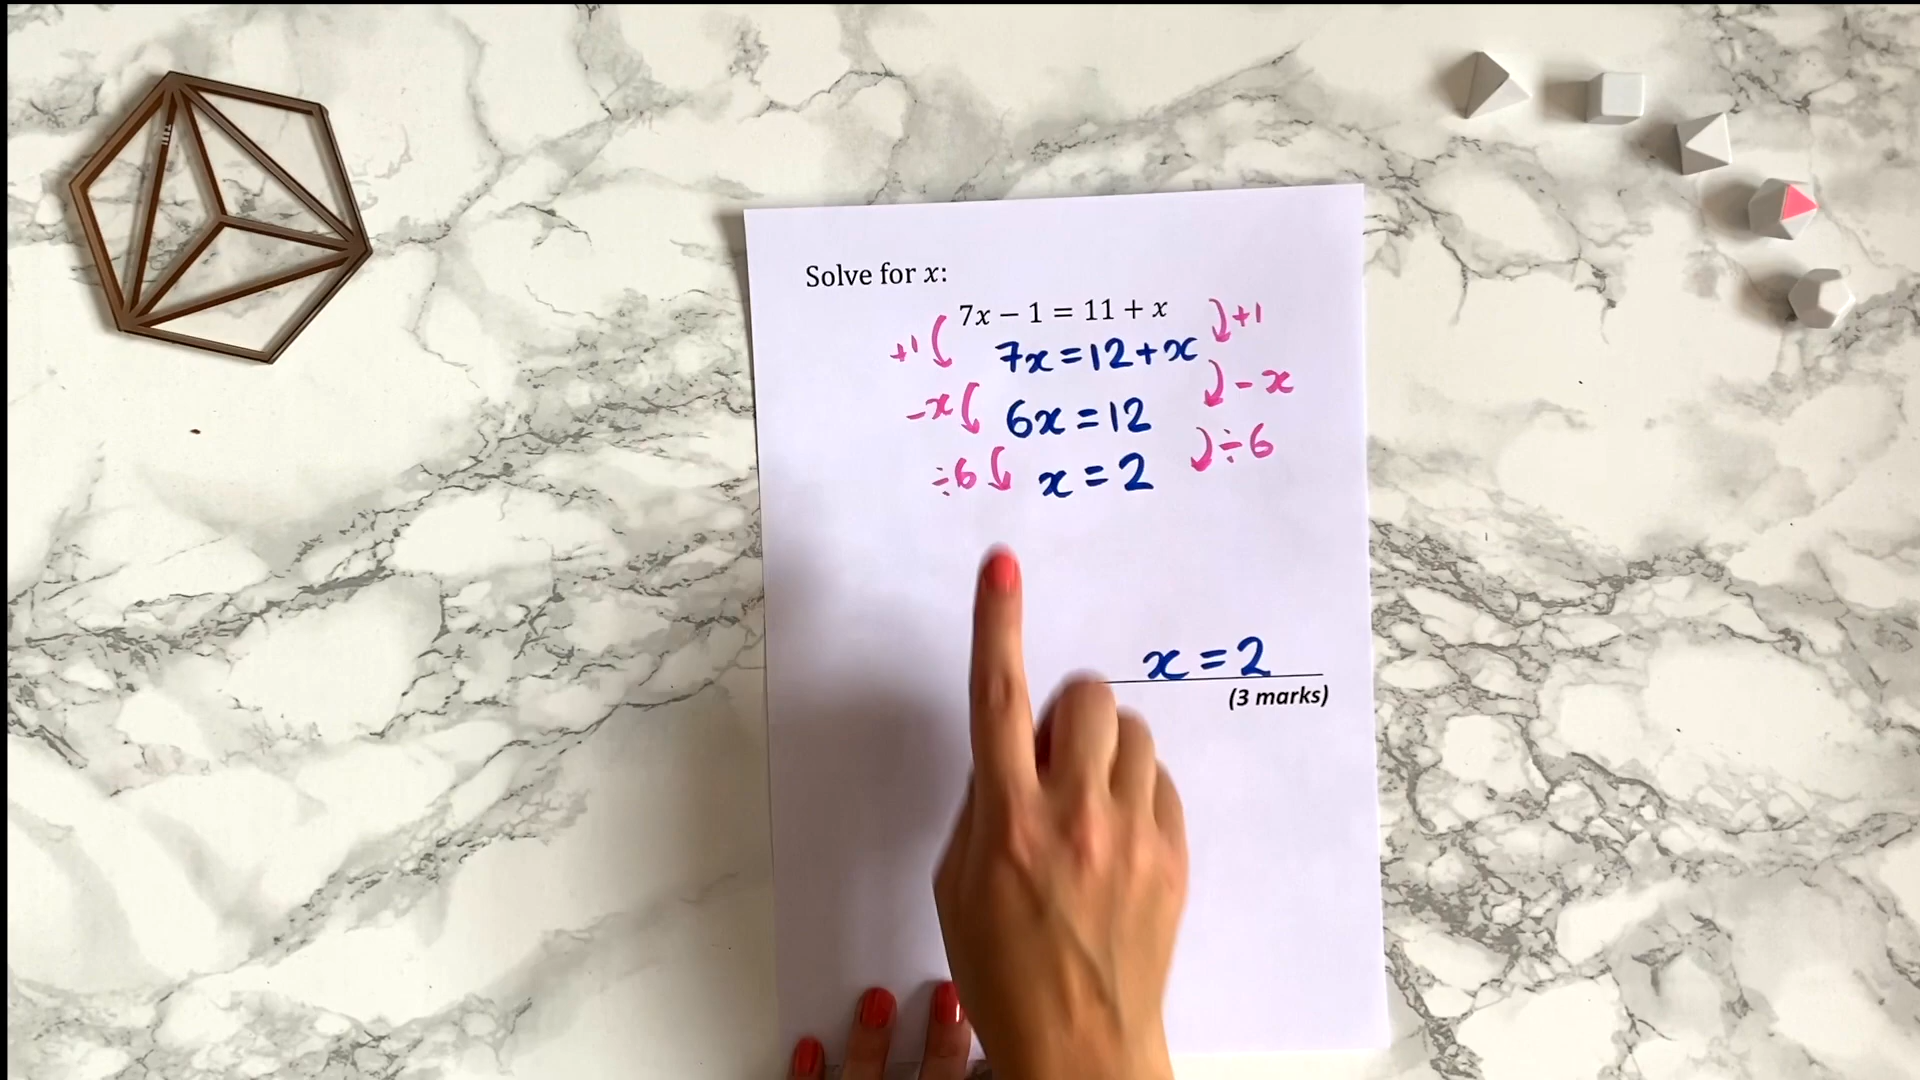 Solve for x:
+1 7x − 1 = 11 + x +1
7x = 12 + x
-x 6x = 12 - x
÷6 x = 2 ÷6
x = 2
(3 marks)